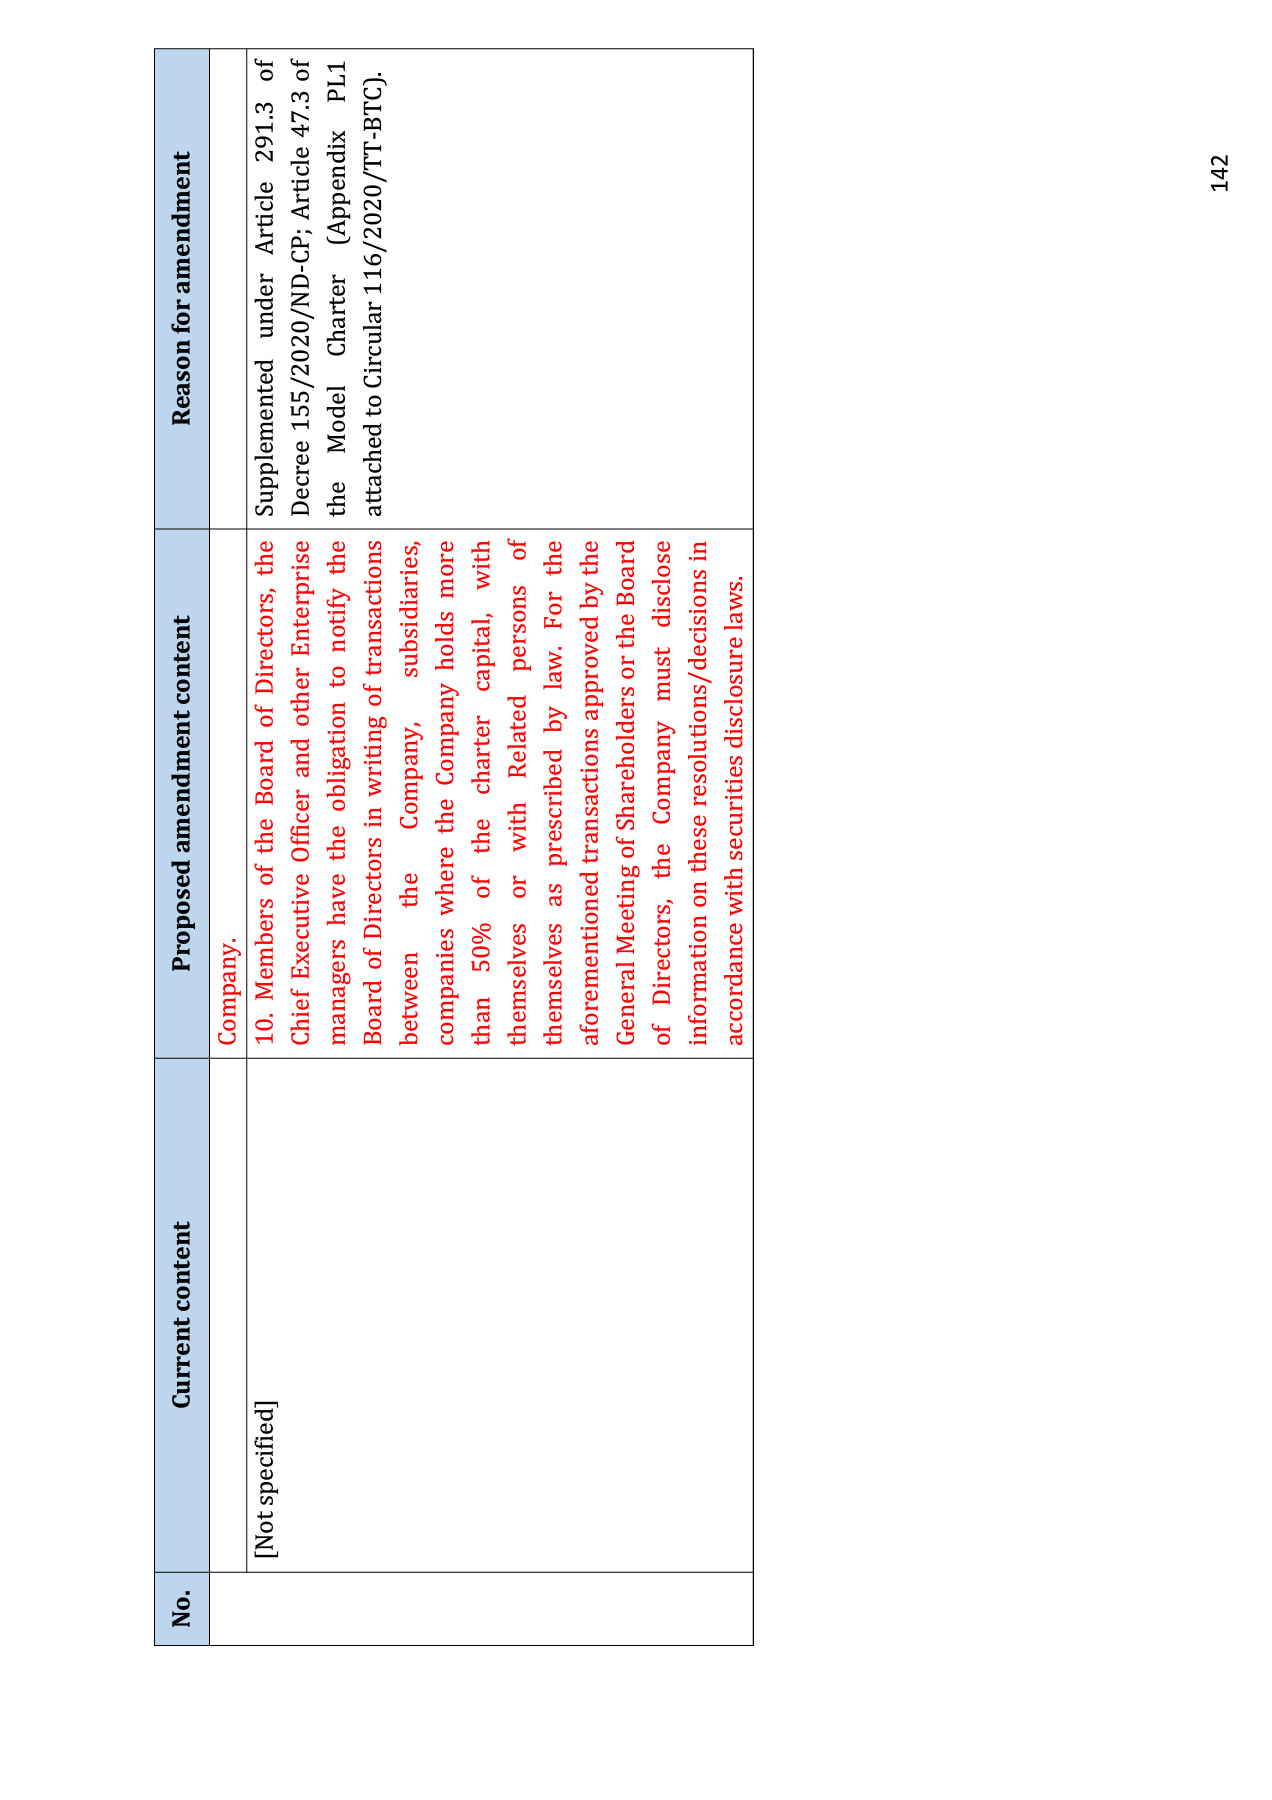 No.
Current content
Proposed amendment content
Reason for amendment
Company.
[Not specified]
10. Members of the Board of Directors, the
Chief Executive Officer and other Enterprise
managers have the obligation to notify the
Board of Directors in writing of transactions
between the Company, subsidiaries,
companies where the Company holds more
than 50% of the charter capital, with
themselves or with Related persons of
themselves as prescribed by law. For the
aforementioned transactions approved by the
General Meeting of Shareholders or the Board
of Directors, the Company must disclose
information on these resolutions/decisions in
accordance with securities disclosure laws.
Supplemented under Article 291.3 of
Decree 155/2020/ND-CP; Article 47.3 of
the Model Charter (Appendix PL1
attached to Circular 116/2020/TT-BTC).
142